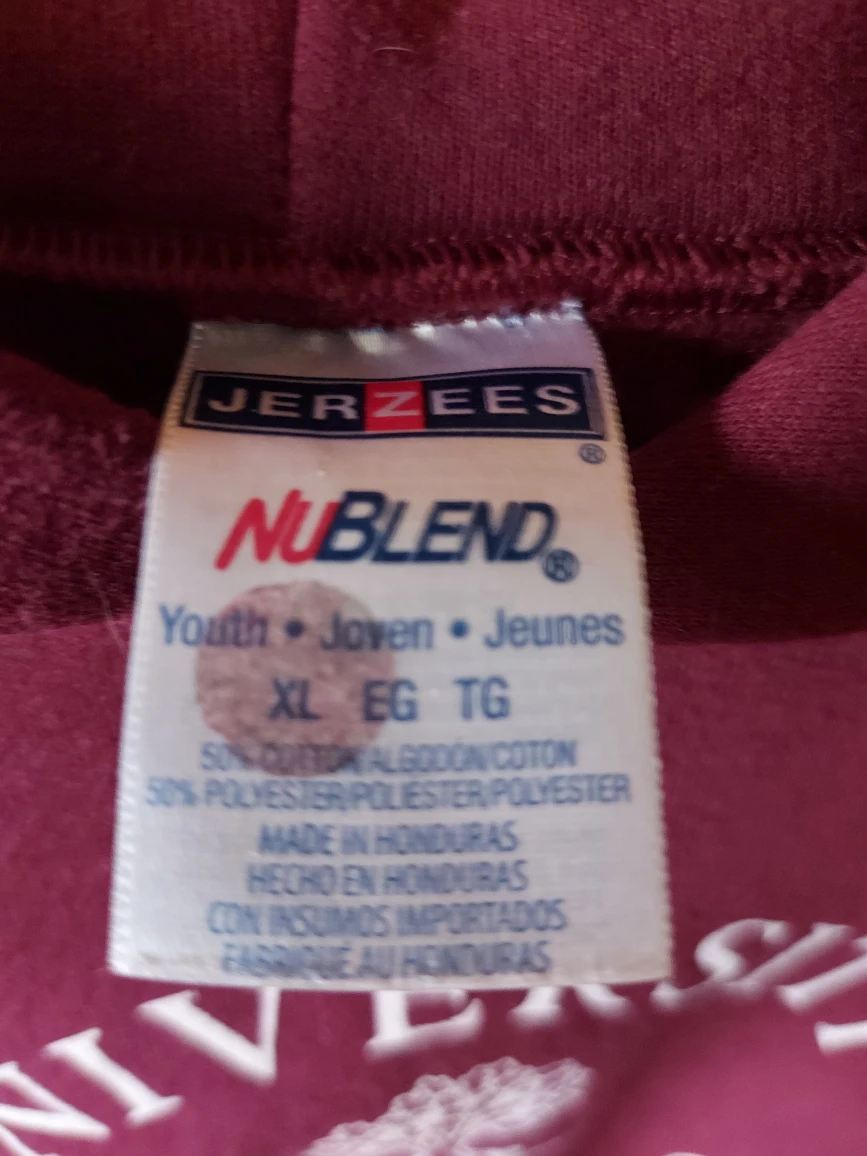 JERZEES
®
NUBLEND®
Youth • Joven • Jeunes
XL EG TG
50% COTTON/ALGODÓN/COTON
50% POLYESTER/POLIESTER/POLYESTER
MADE IN HONDURAS
HECHO EN HONDURAS
CON INSUMOS IMPORTADOS
FABRIQUE AU HONDURAS